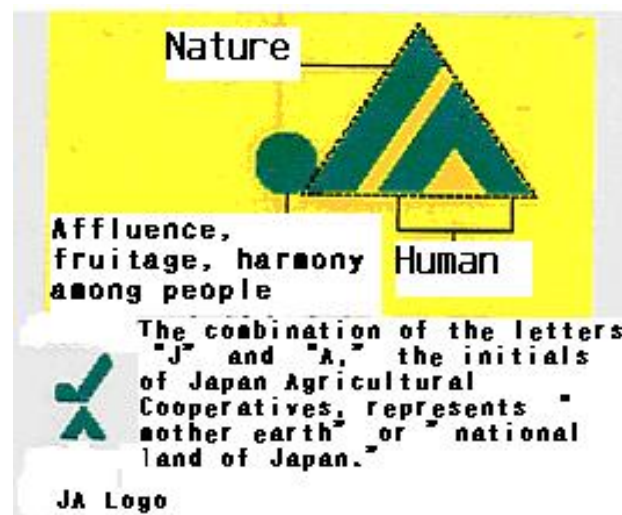 Nature
Affluence,
fruitage, harmony
among people
Human
The combination of the letters
"J" and "A," the initials
of Japan Agricultural
Cooperatives, represents "
mother earth" or " national
land of Japan."
JA Logo